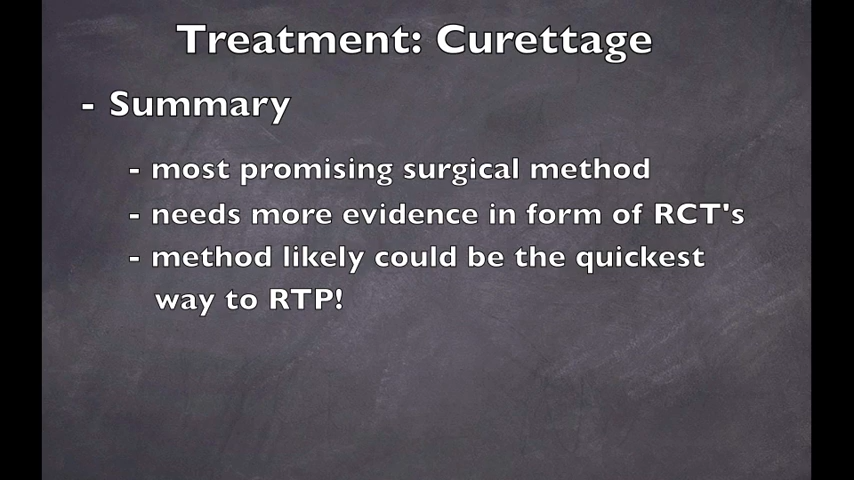 Treatment: Curettage
- Summary
- most promising surgical method
- needs more evidence in form of RCT's
- method likely could be the quickest
way to RTP!